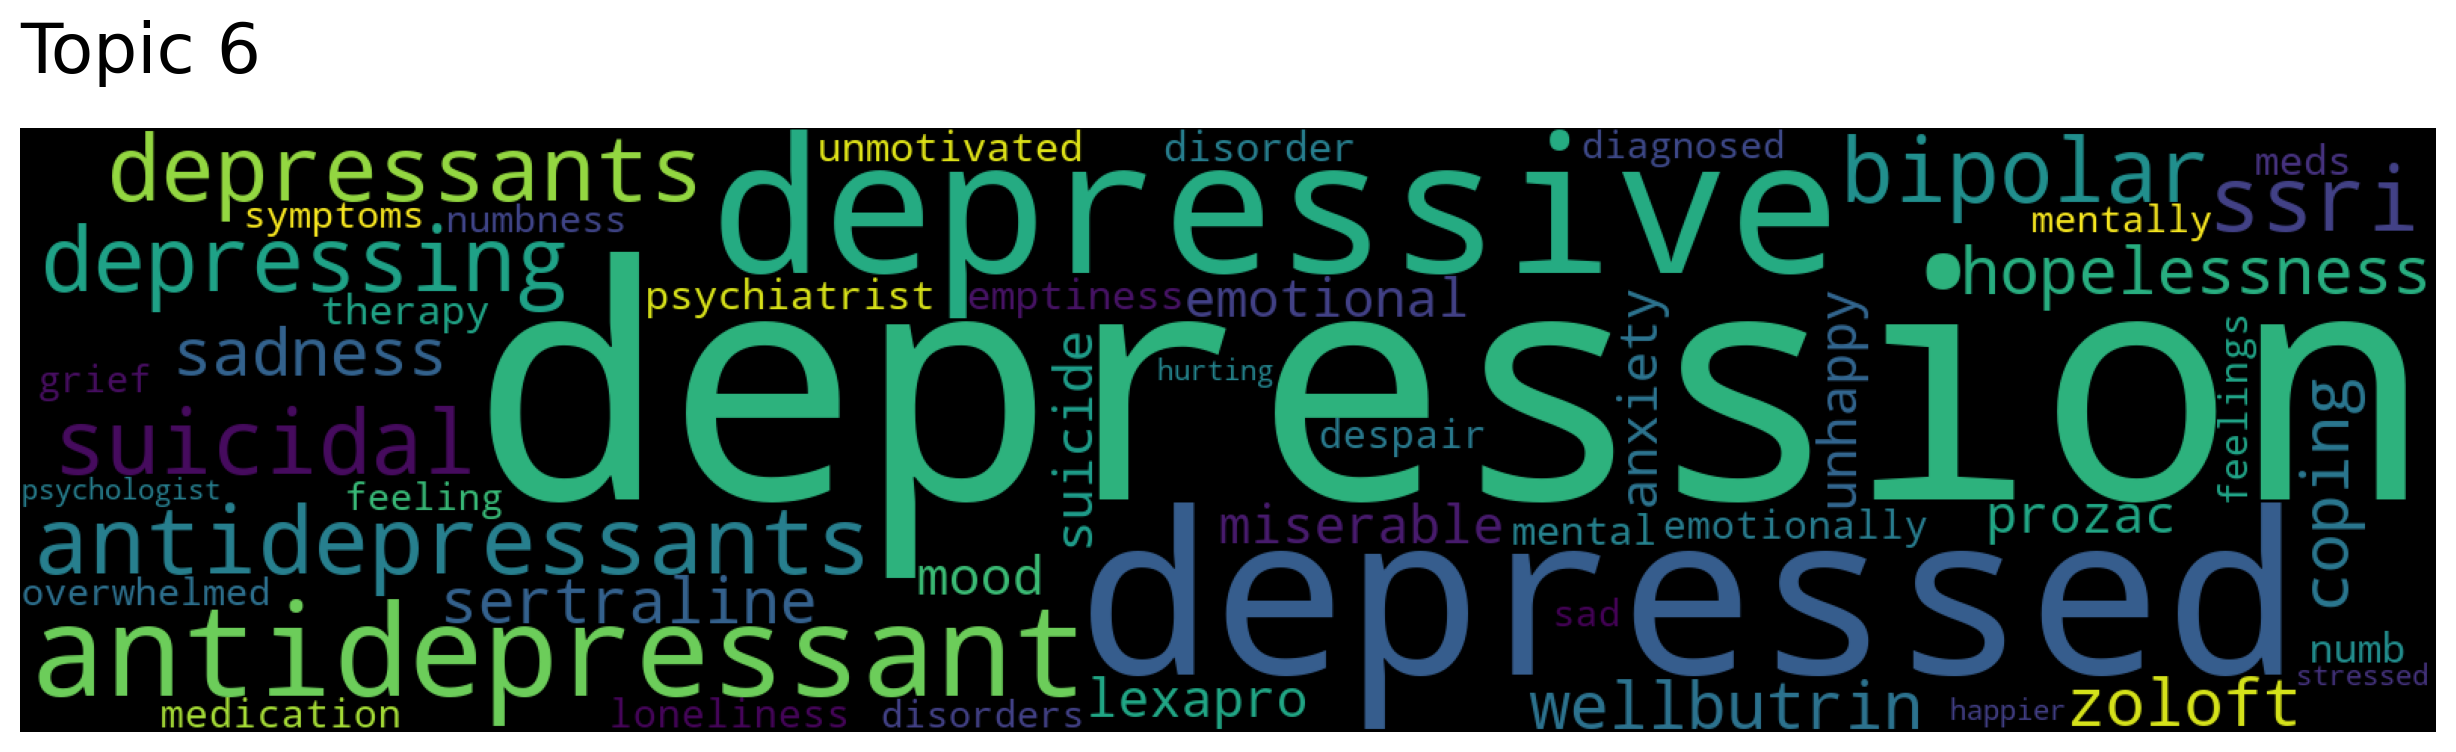 Topic 6
depressants
unmotivated
disorder
diagnosed
bipolar
meds
depressive
ssri
symptoms
numbness
mentally
depressing
hopelessness
therapy
psychiatrist
emptiness
emotional
sadness
depression
grief
suicide
hurting
anxiety
unhappy
feelings
suicidal
despair
coping
psychologist
feeling
antidepressants
miserable
mental
emotionally
prozac
mood
depressed
overwhelmed
sertraline
sad
numb
antidepressant
stressed
medication
loneliness
disorders
lexapro
wellbutrin
happier
zoloft